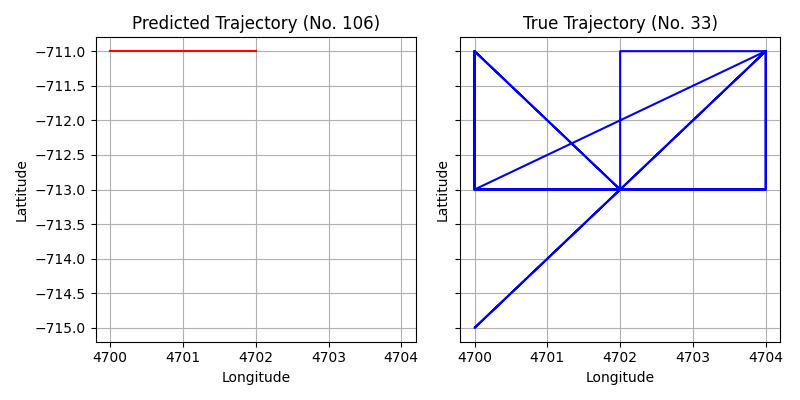 Predicted Trajectory (No. 106)
True Trajectory (No. 33)
Lattitude
−711.0
−711.5
−712.0
−712.5
−713.0
−713.5
−714.0
−714.5
−715.0
4700 4701 4702 4703 4704
Longitude
Lattitude
4700 4701 4702 4703 4704
Longitude